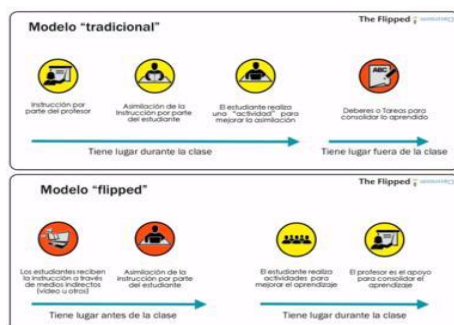 Modelo "tradicional"
The Flipped Classroom
ABC
Instrucción por
parte del profesor
Asimilación de la
Instrucción por parte
del estudiante
El estudiante realiza
una "actividad" para
mejorar la asimilación
Deberes o Tareas para
consolidar lo aprendido
Tiene lugar durante la clase
Tiene lugar fuera de la clase
Modelo "flipped"
The Flipped Classroom
Los estudiantes reciben
la instrucción a través
de medios indirectos
(vídeo u otros)
Asimilación de la
instrucción por parte
del estudiante
El estudiante realiza
actividades para
mejorar el aprendizaje
El profesor es el apoyo
para consolidar el
aprendizaje
Tiene lugar antes de la clase
Tiene lugar durante la clase